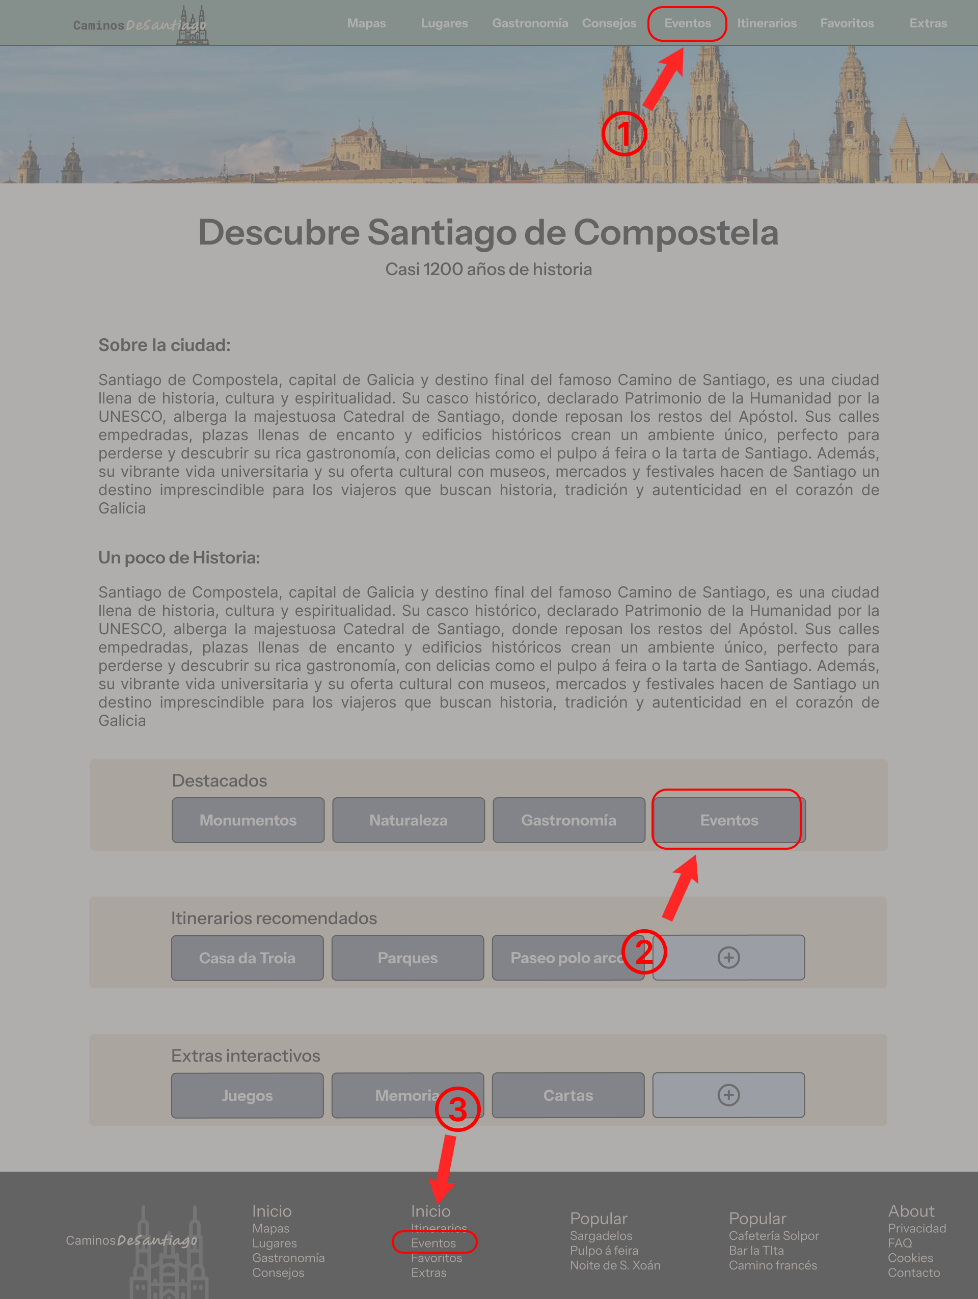 CaminosDeSantiago
Mapas Lugares Gastronomía Consejos Eventos Itinerarios Favoritos Extras
1
Descubre Santiago de Compostela
Casi 1200 años de historia
Sobre la ciudad:
Santiago de Compostela, capital de Galicia y destino final del famoso Camino de Santiago, es una ciudad
llena de historia, cultura y espiritualidad. Su casco histórico, declarado Patrimonio de la Humanidad por la
UNESCO, alberga la majestuosa Catedral de Santiago, donde reposan los restos del Apóstol. Sus calles
empedradas, plazas llenas de encanto y edificios históricos crean un ambiente único, perfecto para
perderse y descubrir su rica gastronomía, con delicias como el pulpo á feira o la tarta de Santiago. Además,
su vibrante vida universitaria y su oferta cultural con museos, mercados y festivales hacen de Santiago un
destino imprescindible para los viajeros que buscan historia, tradición y autenticidad en el corazón de
Galicia
Un poco de Historia:
Santiago de Compostela, capital de Galicia y destino final del famoso Camino de Santiago, es una ciudad
llena de historia, cultura y espiritualidad. Su casco histórico, declarado Patrimonio de la Humanidad por la
UNESCO, alberga la majestuosa Catedral de Santiago, donde reposan los restos del Apóstol. Sus calles
empedradas, plazas llenas de encanto y edificios históricos crean un ambiente único, perfecto para
perderse y descubrir su rica gastronomía, con delicias como el pulpo á feira o la tarta de Santiago. Además,
su vibrante vida universitaria y su oferta cultural con museos, mercados y festivales hacen de Santiago un
destino imprescindible para los viajeros que buscan historia, tradición y autenticidad en el corazón de
Galicia
Destacados
Monumentos Naturaleza Gastronomía Eventos
Itinerarios recomendados
2
Casa da Troia Parques Paseo polo arco
Extras interactivos
Juegos Memoria Cartas
3
CaminosDeSantiago
Inicio
Mapas
Lugares
Gastronomía
Consejos
Inicio
Itinerarios
Eventos
Favoritos
Extras
Popular
Sargadelos
Pulpo á feira
Noite de S. Xoán
Popular
Cafetería Solpor
Bar la TIta
Camino francés
About
Privacidad
FAQ
Cookies
Contacto